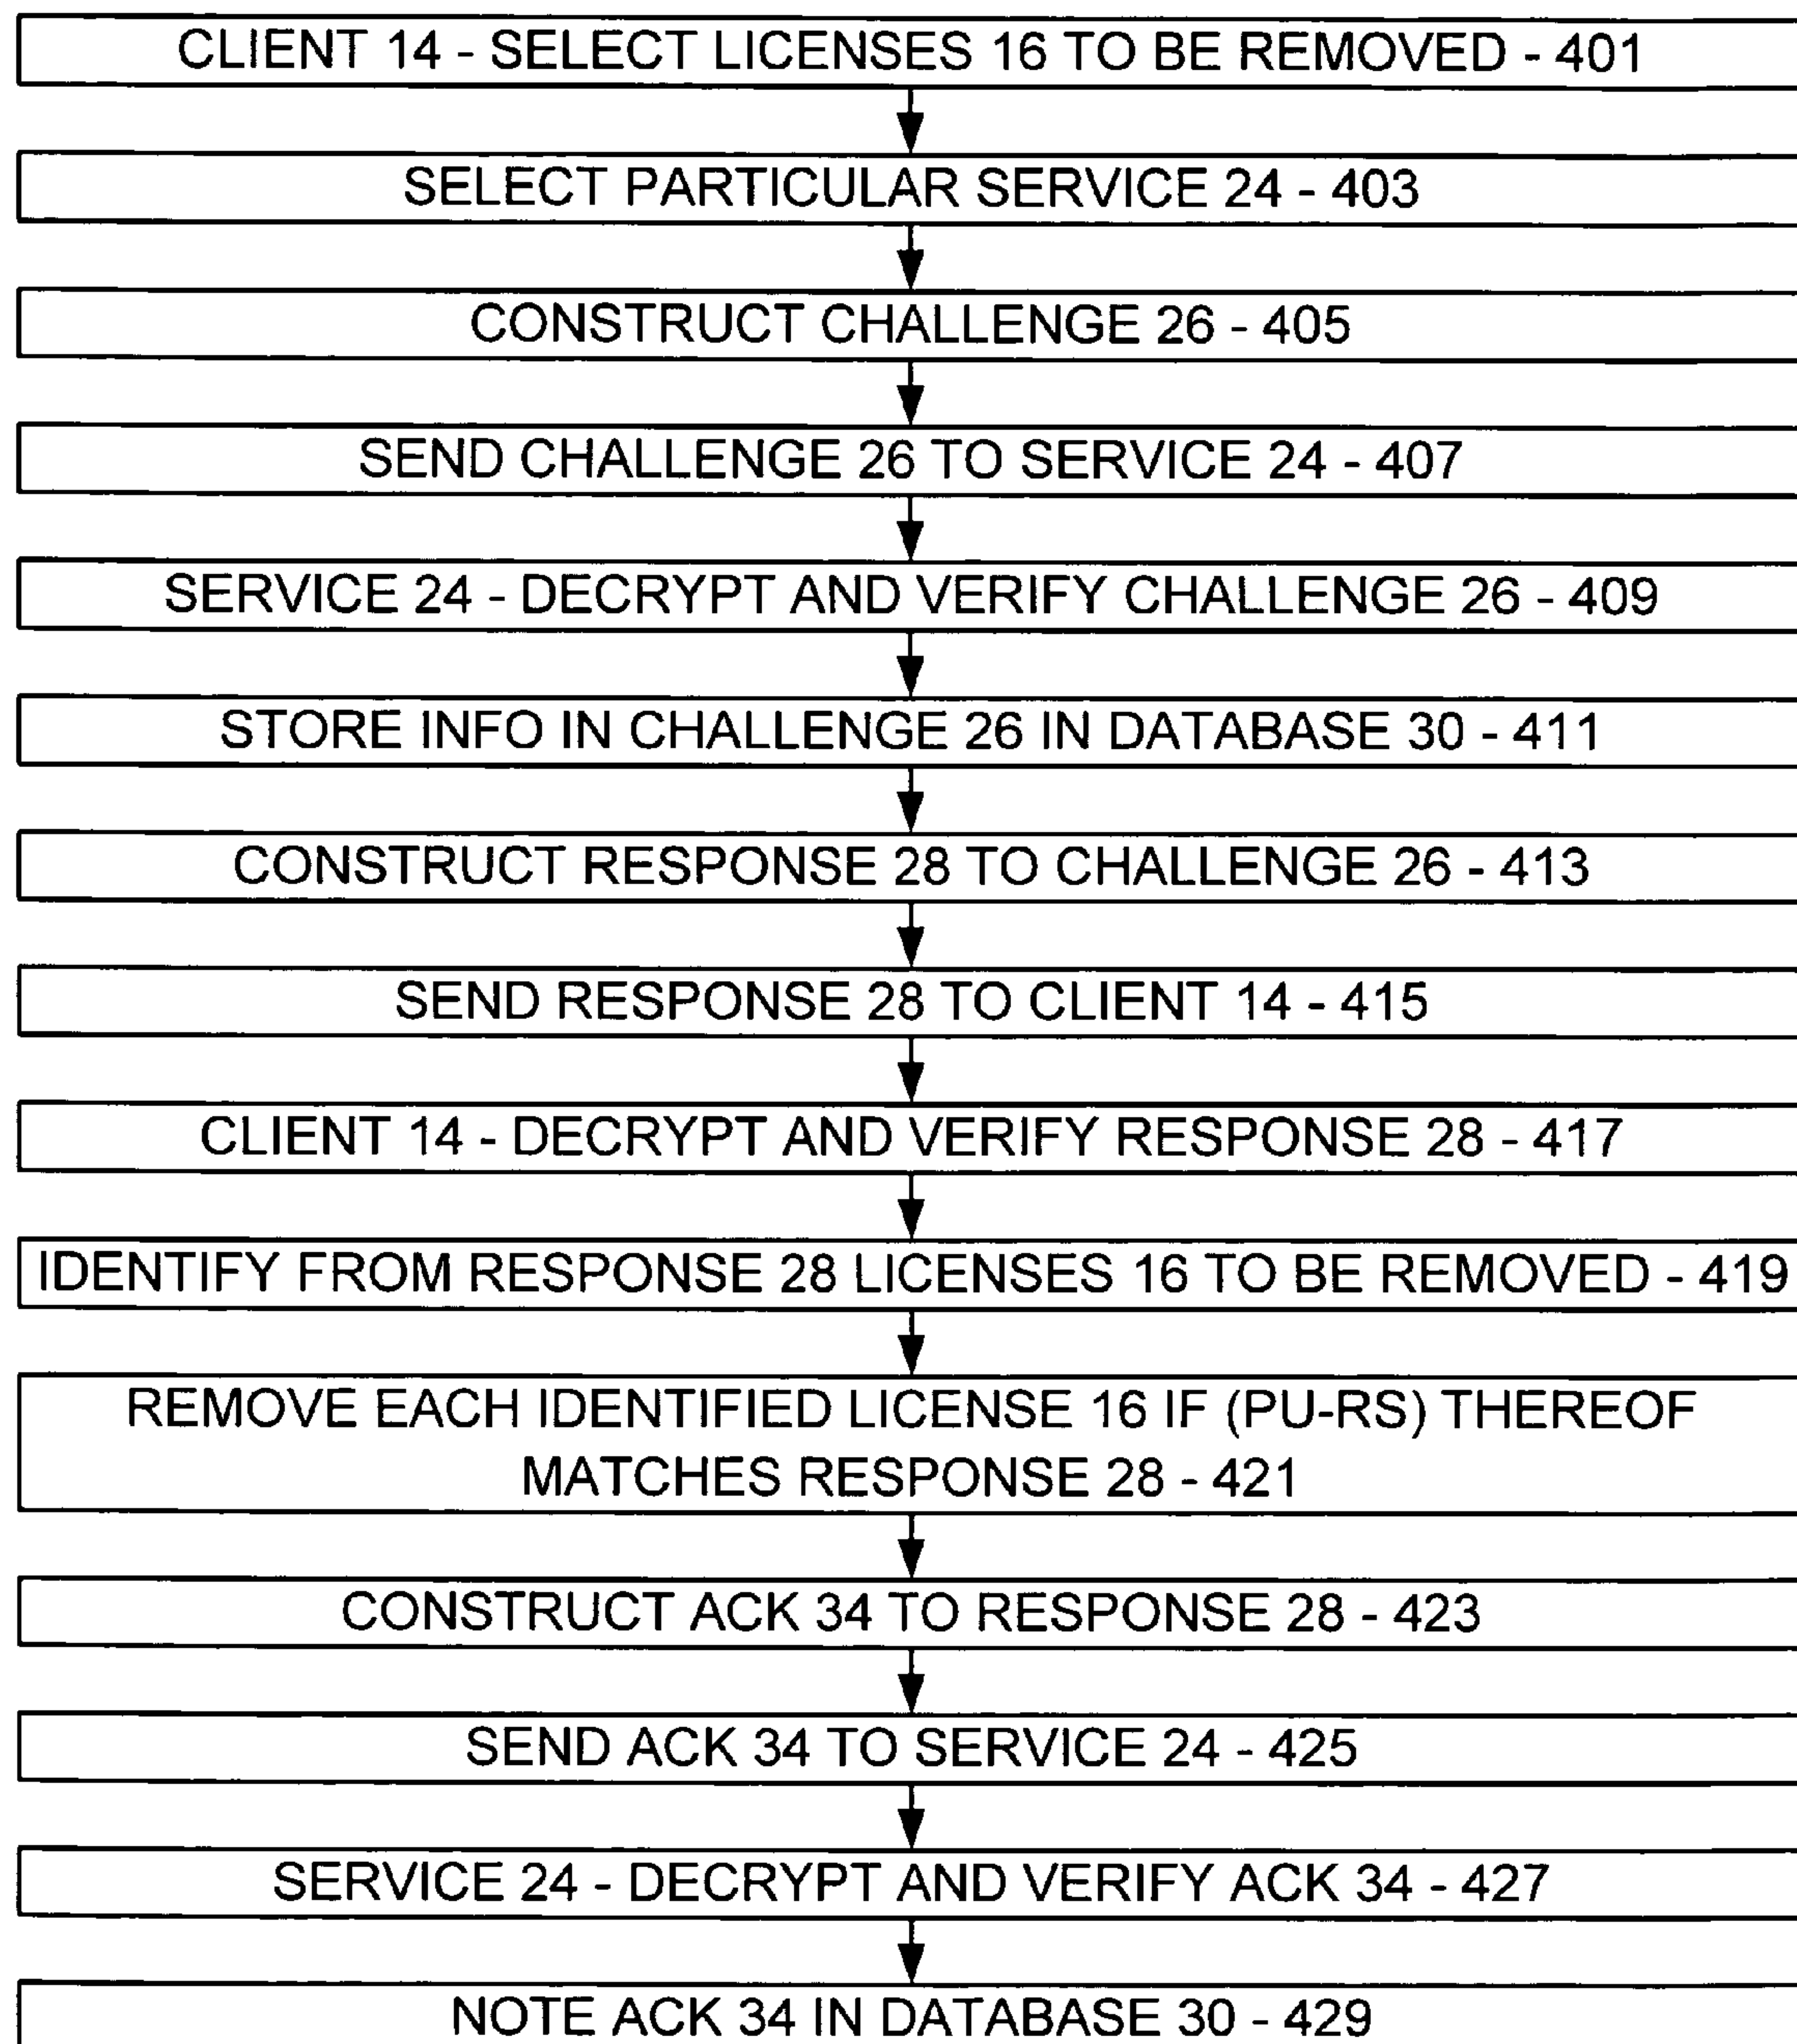 CLIENT 14 - SELECT LICENSES 16 TO BE REMOVED - 401
SELECT PARTICULAR SERVICE 24 - 403
CONSTRUCT CHALLENGE 26 - 405
SEND CHALLENGE 26 TO SERVICE 24 - 407
SERVICE 24 - DECRYPT AND VERIFY CHALLENGE 26 - 409
STORE INFO IN CHALLENGE 26 IN DATABASE 30 - 411
CONSTRUCT RESPONSE 28 TO CHALLENGE 26 - 413
SEND RESPONSE 28 TO CLIENT 14 - 415
CLIENT 14 - DECRYPT AND VERIFY RESPONSE 28 - 417
IDENTIFY FROM RESPONSE 28 LICENSES 16 TO BE REMOVED - 419
REMOVE EACH IDENTIFIED LICENSE 16 IF (PU-RS) THEREOF
MATCHES RESPONSE 28 - 421
CONSTRUCT ACK 34 TO RESPONSE 28 - 423
SEND ACK 34 TO SERVICE 24 - 425
SERVICE 24 - DECRYPT AND VERIFY ACK 34 - 427
NOTE ACK 34 IN DATABASE 30 - 429